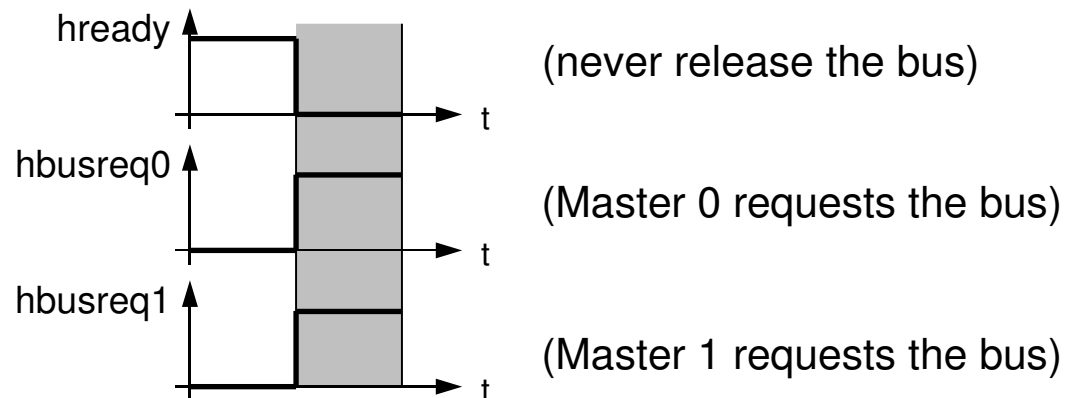 hready
(never release the bus)
t
hbusreq0
(Master 0 requests the bus)
t
hbusreq1
(Master 1 requests the bus)
t